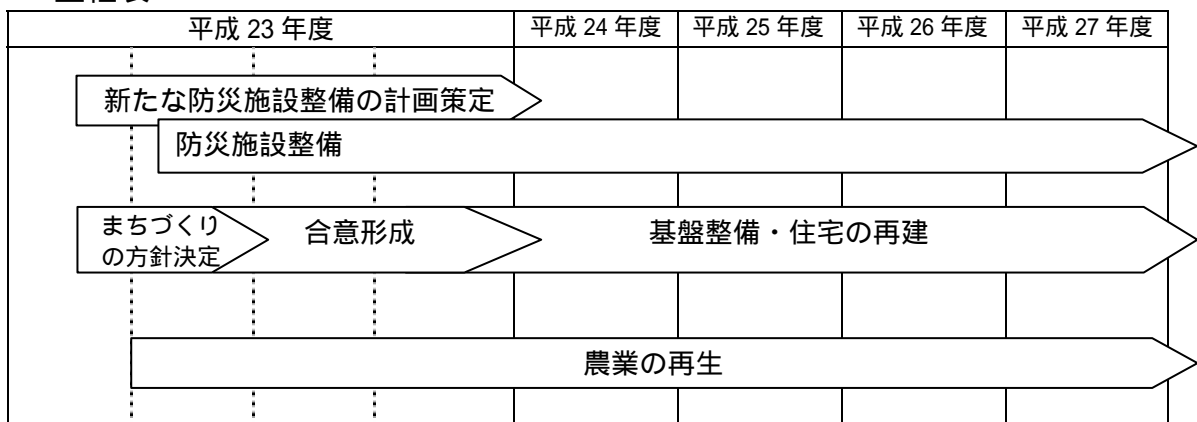 平成 23 年度
平成 24 年度
平成 25 年度
平成 26 年度
平成 27 年度
新たな防災施設整備の計画策定
防災施設整備
まちづくり
の方針決定
合意形成
基盤整備・住宅の再建
農業の再生